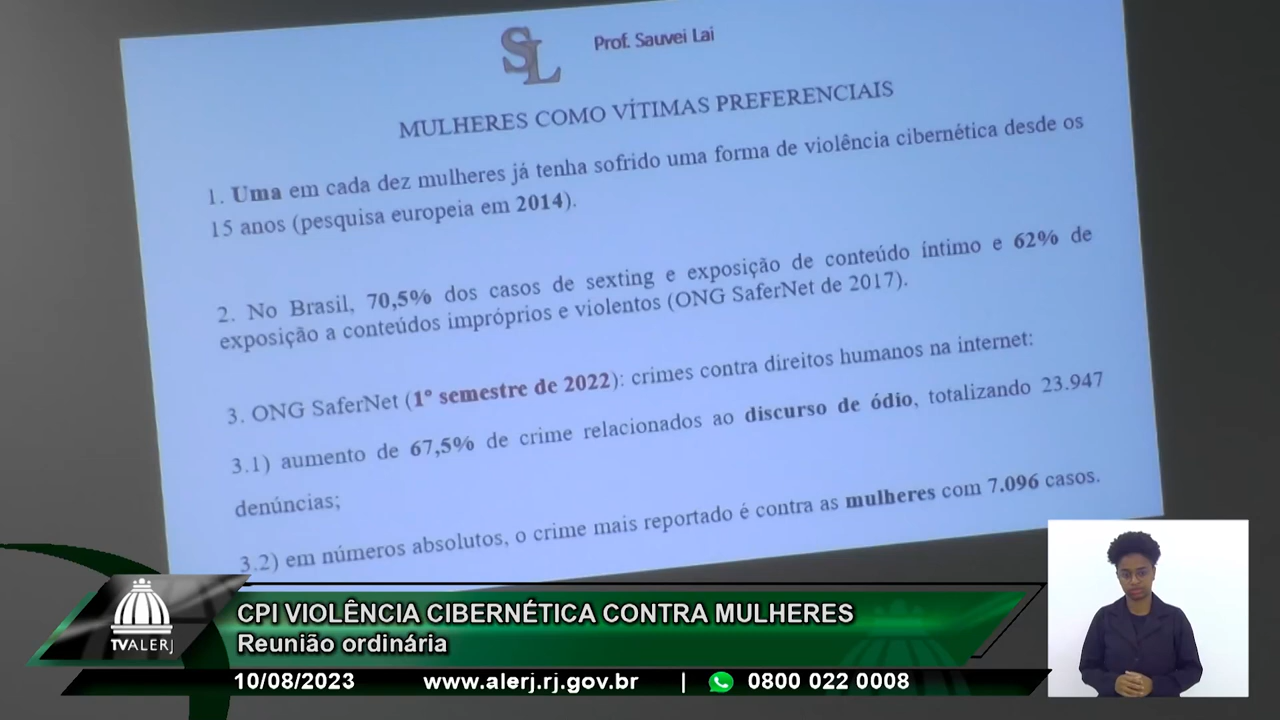 SL
Prof. Sauvei Lai
MULHERES COMO VÍTIMAS PREFERENCIAIS
1. Uma em cada dez mulheres já tenha sofrido uma forma de violência cibernética desde os
15 anos (pesquisa europeia em 2014).
2. No Brasil, 70,5% dos casos de sexting e exposição de conteúdo íntimo e 62% de
exposição a conteúdos impróprios e violentos (ONG SaferNet de 2017).
3. ONG SaferNet (1º semestre de 2022): crimes contra direitos humanos na internet:
3.1) aumento de 67,5% de crime relacionados ao discurso de ódio, totalizando 23.947
denúncias;
3.2) em números absolutos, o crime mais reportado é contra as mulheres com 7.096 casos.
CPI VIOLÊNCIA CIBERNÉTICA CONTRA MULHERES
Reunião ordinária
TVALERJ
10/08/2023 www.alerj.rj.gov.br | 0800 022 0008